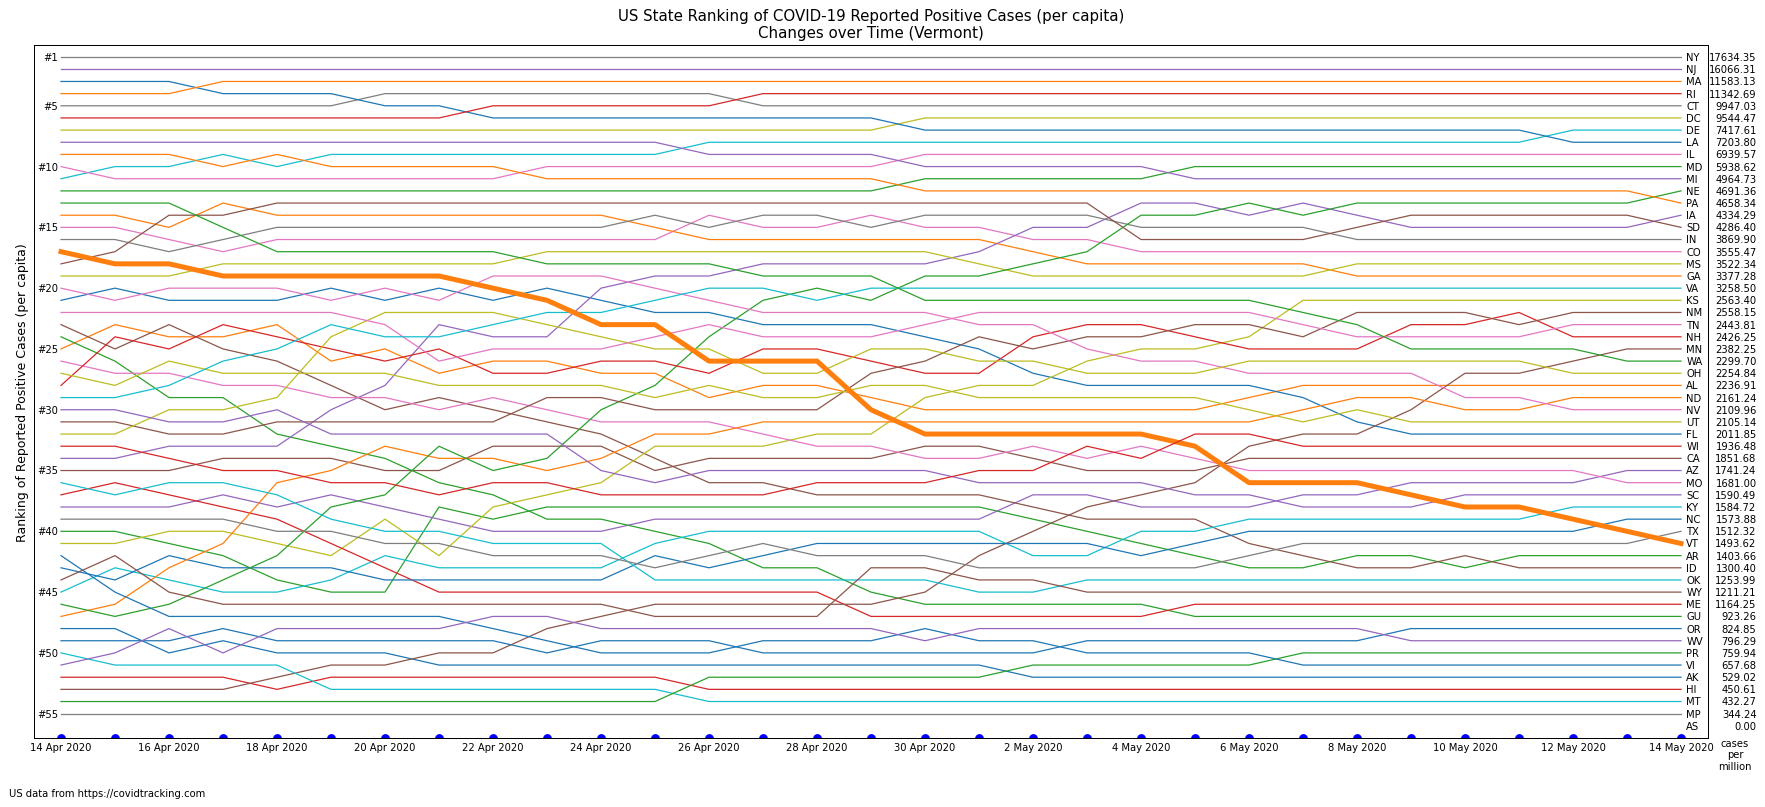 US State Ranking of COVID-19 Reported Positive Cases (per capita)
Changes over Time (Vermont)
Ranking of Reported Positive Cases (per capita)
#1
#5
#10
#15
#20
#25
#30
#35
#40
#45
#50
#55
NY 17634.35
NJ 16066.31
MA 11583.13
RI 11342.69
CT 9947.03
DC 9544.47
DE 7417.61
LA 7203.80
IL 6939.57
MD 5938.62
MI 4964.73
NE 4691.36
PA 4658.34
IA 4334.29
SD 4286.40
IN 3869.90
CO 3555.47
MS 3522.34
GA 3377.28
VA 3258.50
KS 2563.40
NM 2558.15
TN 2443.81
NH 2426.25
MN 2382.25
WA 2299.70
OH 2254.84
AL 2236.91
ND 2161.24
NV 2109.96
UT 2105.14
FL 2011.85
WI 1936.48
CA 1851.68
AZ 1741.24
MO 1681.00
SC 1590.49
KY 1584.72
NC 1573.88
TX 1512.32
VT 1493.62
AR 1403.66
ID 1300.40
OK 1253.99
WY 1211.21
ME 1164.25
GU 923.26
OR 824.85
WV 796.29
PR 759.94
VI 657.68
AK 529.02
HI 450.61
MT 432.27
MP 344.24
AS 0.00
14 Apr 2020 16 Apr 2020 18 Apr 2020 20 Apr 2020 22 Apr 2020 24 Apr 2020 26 Apr 2020 28 Apr 2020 30 Apr 2020 2 May 2020 4 May 2020 6 May 2020 8 May 2020 10 May 2020 12 May 2020 14 May 2020
cases
per
million
US data from https://covidtracking.com